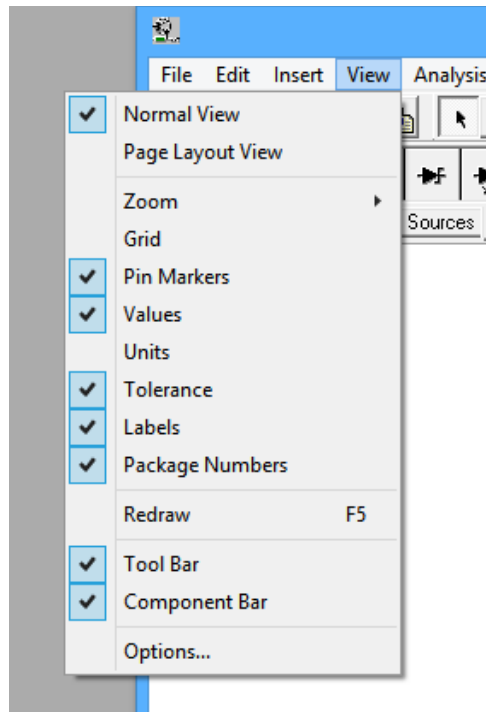 File Edit Insert View Analysis
Normal View
Page Layout View
Zoom
Sources
Grid
Pin Markers
Values
Units
Tolerance
Labels
Package Numbers
Redraw F5
Tool Bar
Component Bar
Options...